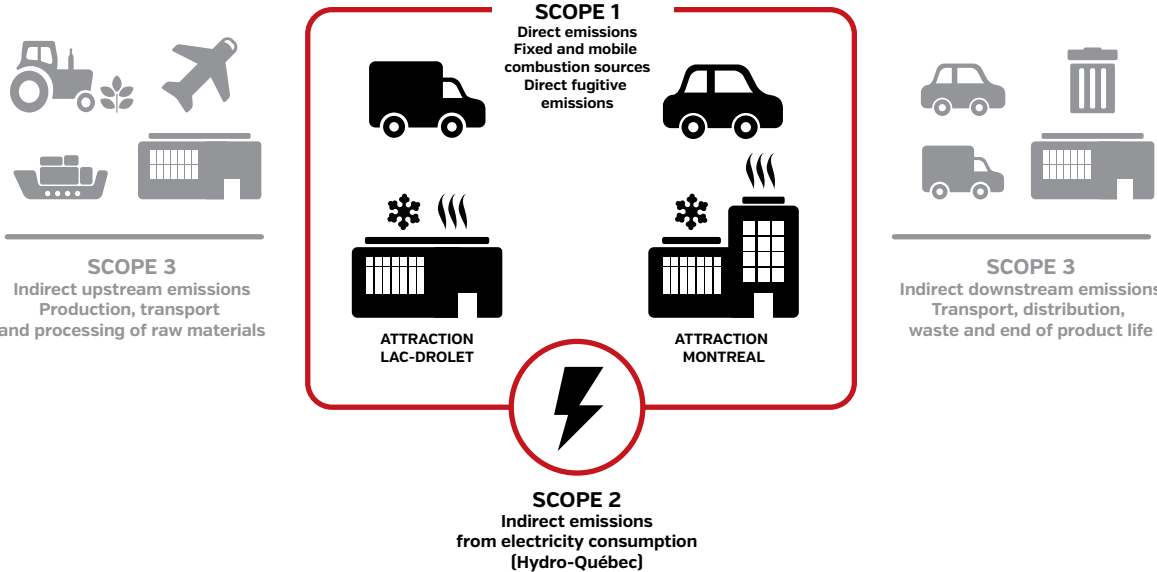 SCOPE 1
Direct emissions
Fixed and mobile
combustion sources
Direct fugitive
emissions
SCOPE 3
Indirect upstream emissions
Production, transport
and processing of raw materials
ATTRACTION
LAC-DROLET
ATTRACTION
MONTREAL
SCOPE 3
Indirect downstream emissions
Transport, distribution,
waste and end of product life
SCOPE 2
Indirect emissions
from electricity consumption
(Hydro-Québec)